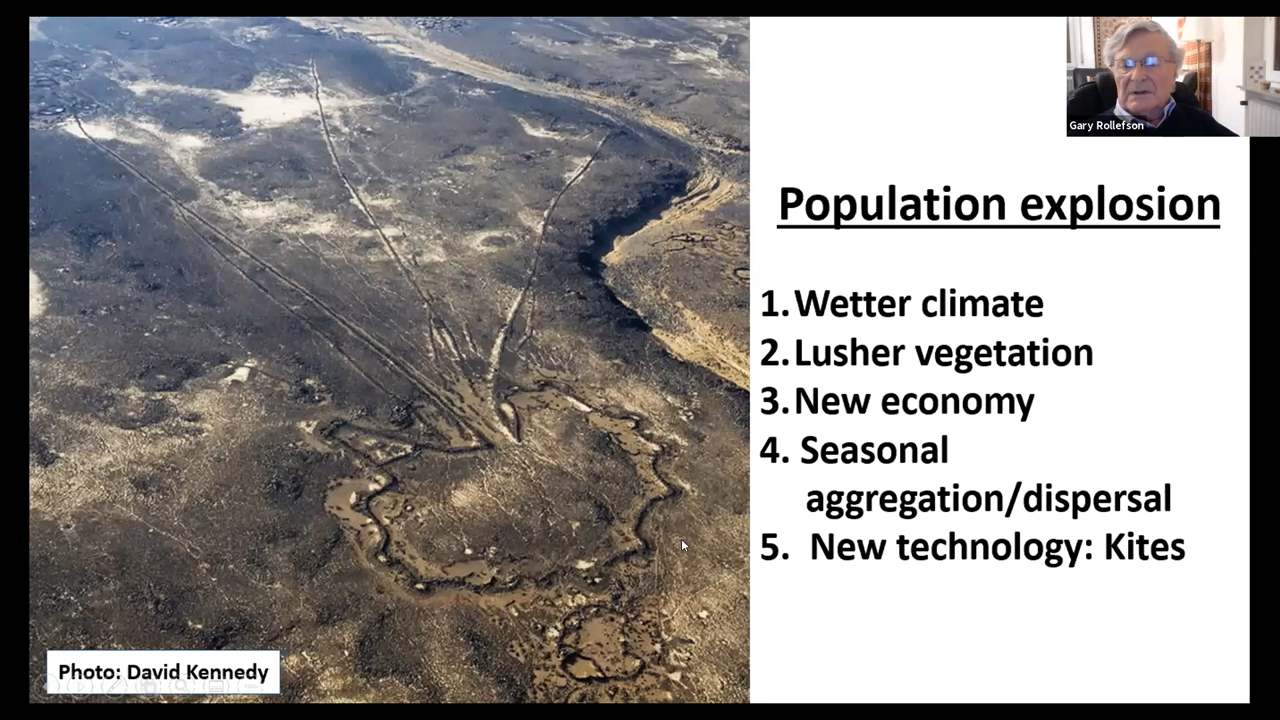 Gary Rollefson
Population explosion
1. Wetter climate
2. Lusher vegetation
3. New economy
4. Seasonal
aggregation/dispersal
5. New technology: Kites
Photo: David Kennedy